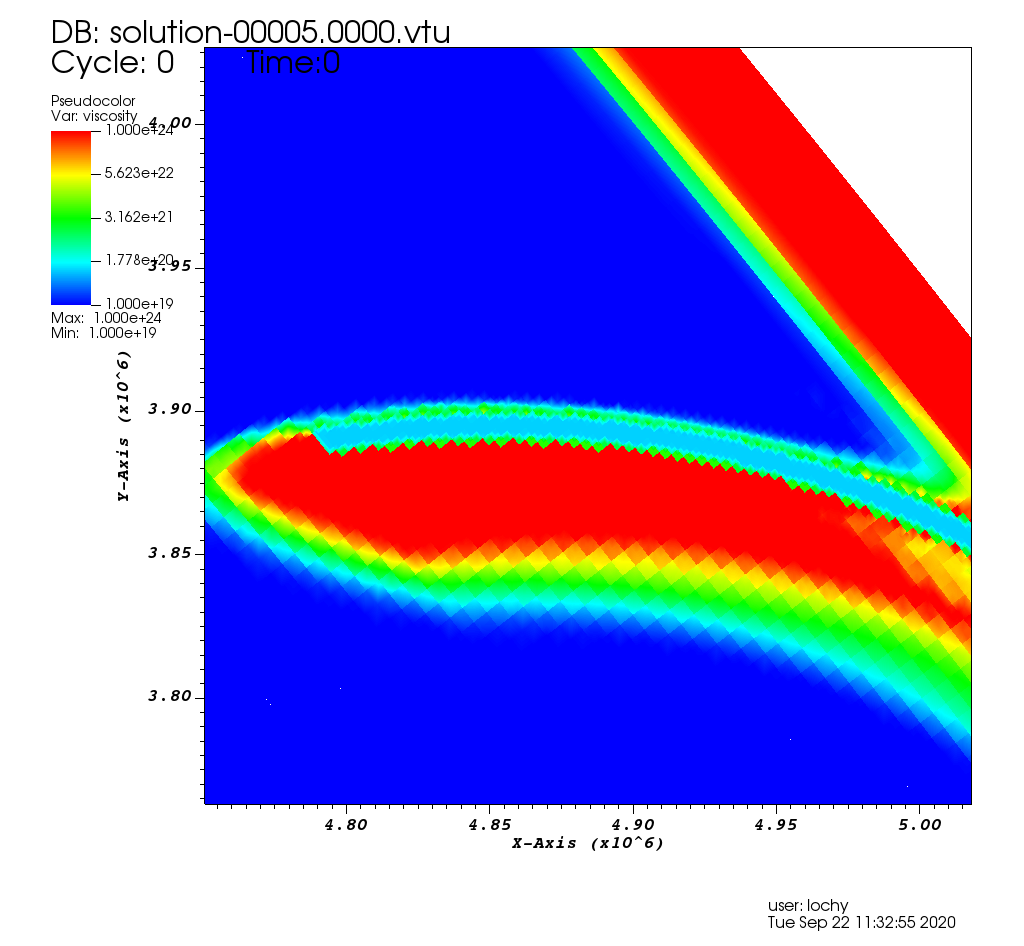 DB: solution-00005.0000.vtu
Cycle: 0 Time:0
Pseudocolor
Var: viscosity
1.000e+24
5.623e+22
3.162e+21
1.778e+20
1.000e+19
Max: 1.000e+24
Min: 1.000e+19
4.00
3.95
3.90
3.85
3.80
Y-Axis (x10^6)
4.80 4.85 4.90 4.95 5.00
X-Axis (x10^6)
user: lochy
Tue Sep 22 11:32:55 2020